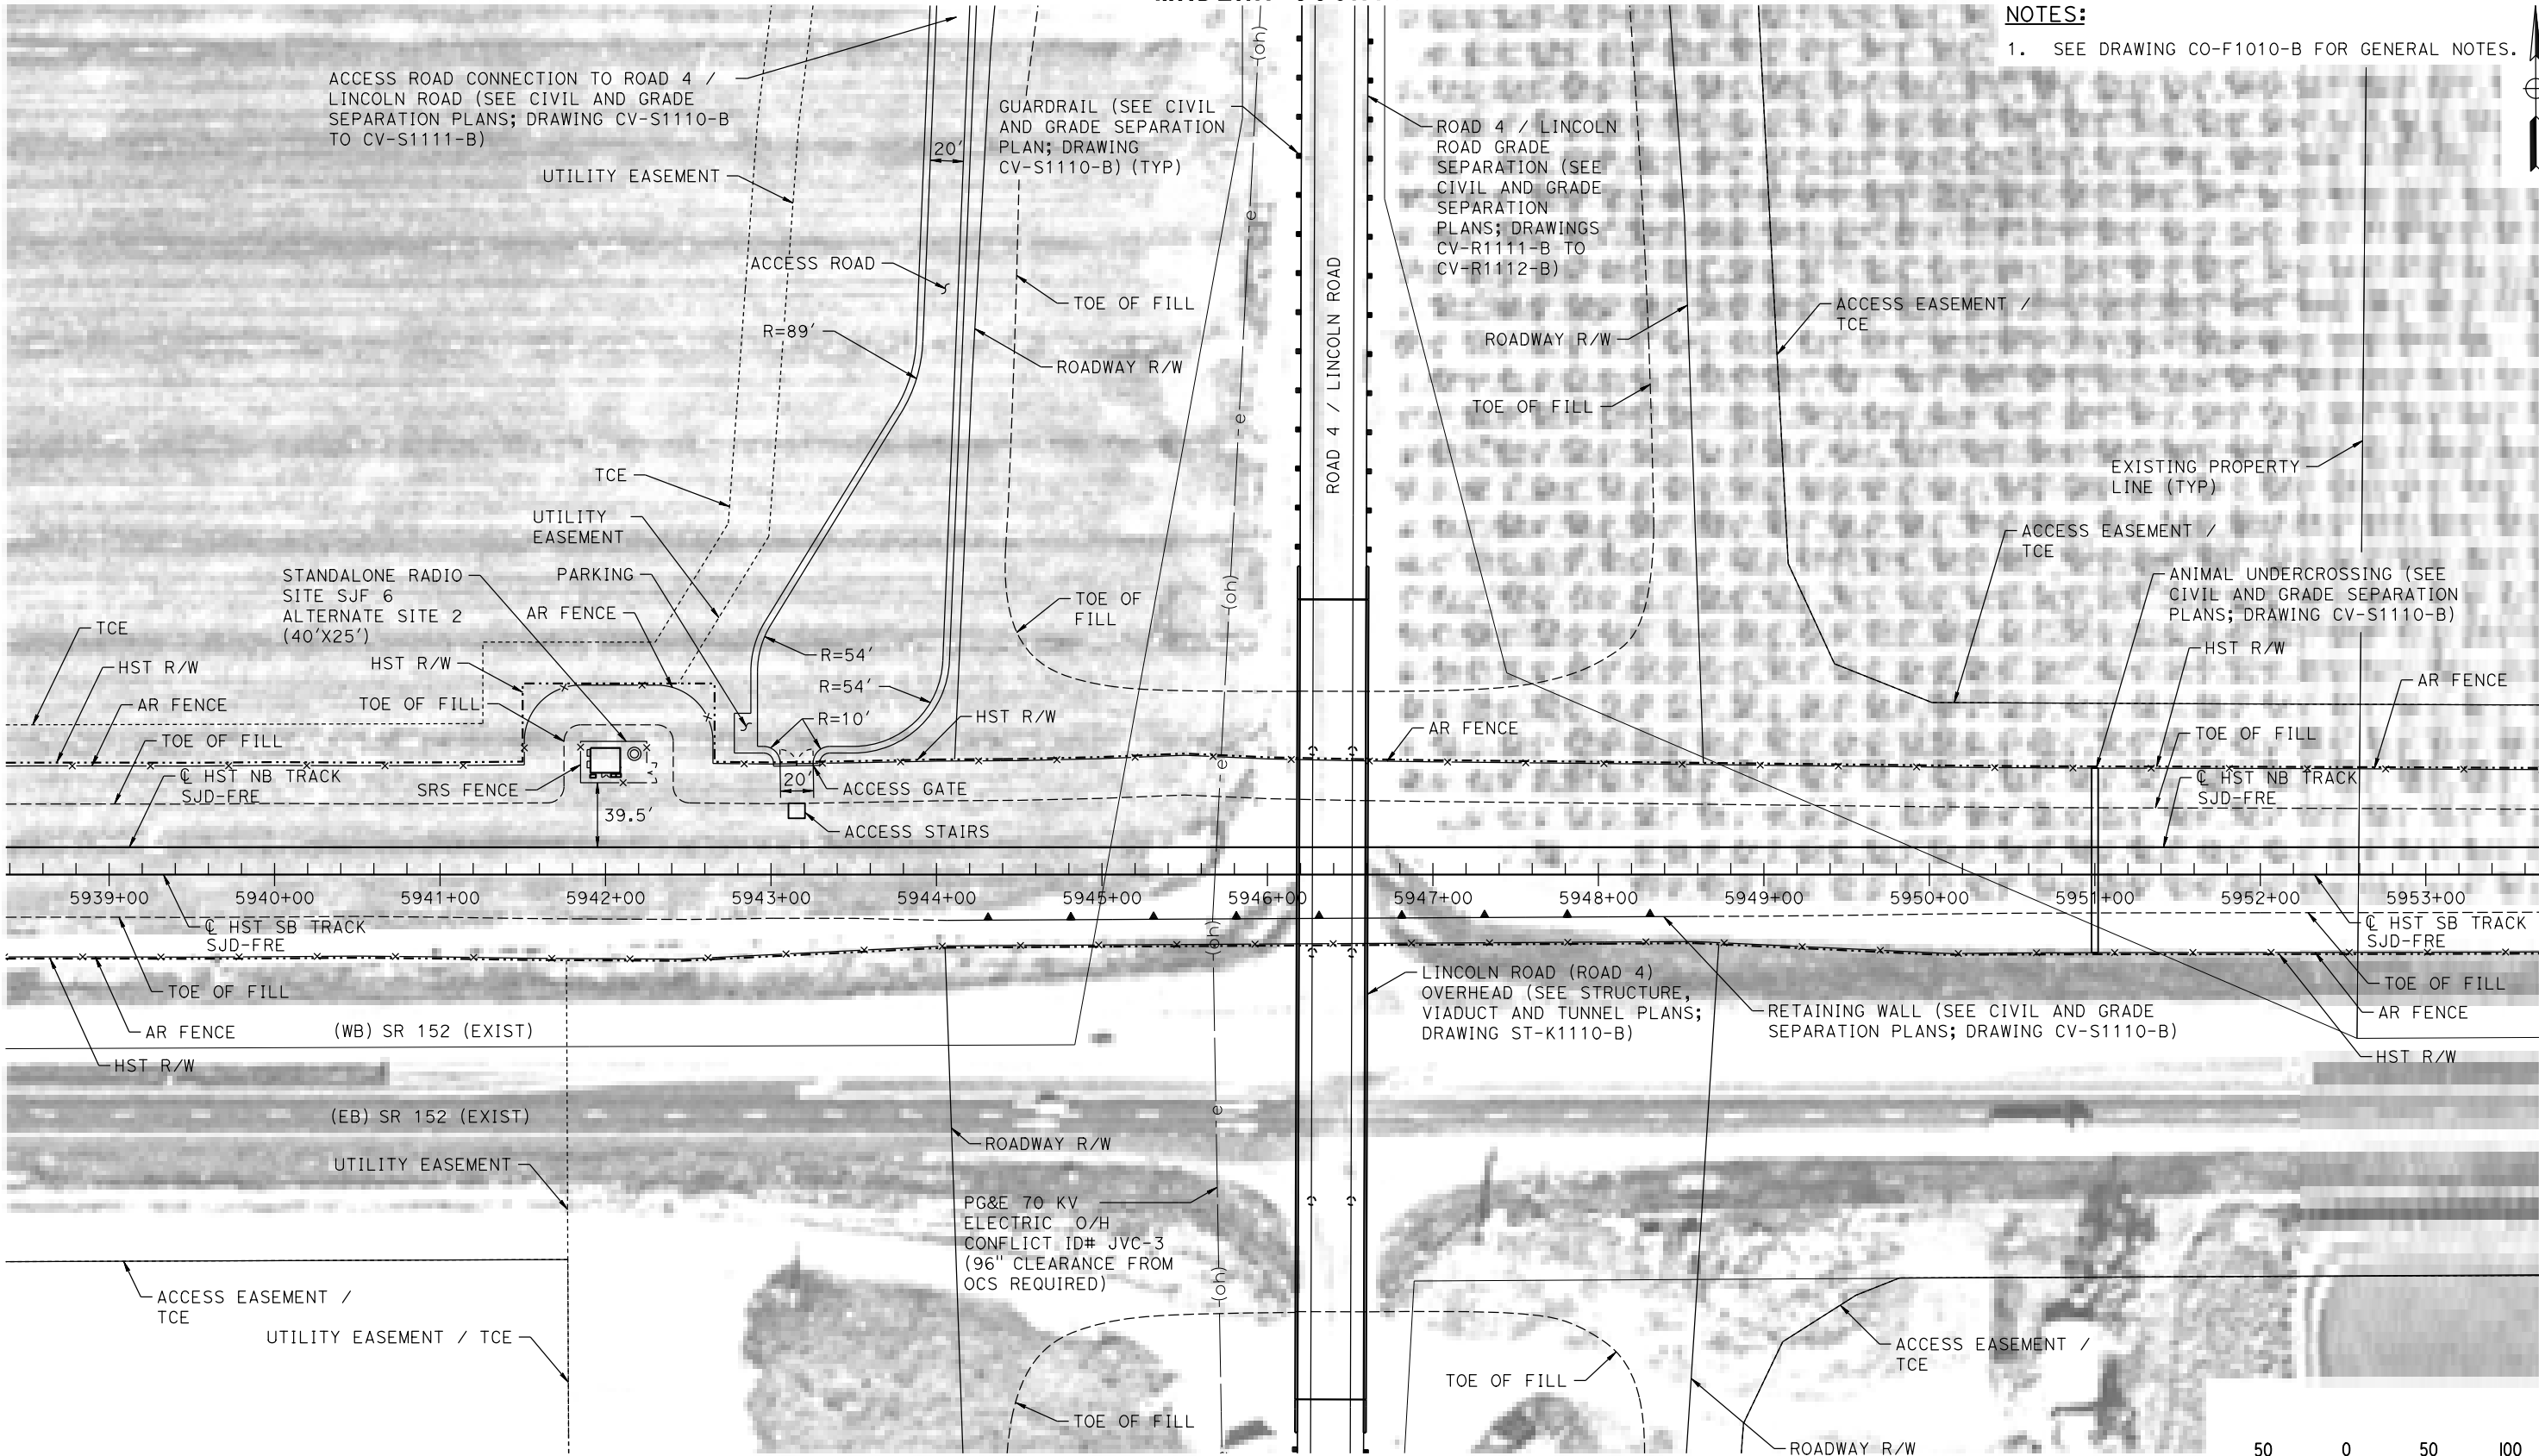 NOTES:
1. SEE DRAWING CO-F1010-B FOR GENERAL NOTES.
ACCESS ROAD CONNECTION TO ROAD 4 /
LINCOLN ROAD (SEE CIVIL AND GRADE
SEPARATION PLANS; DRAWING CV-S1110-B
TO CV-S1111-B)
UTILITY EASEMENT
20'
GUARDRAIL (SEE CIVIL
AND GRADE SEPARATION
PLAN; DRAWING
CV-S1110-B) (TYP)
(oh)
e
ROAD 4 / LINCOLN
ROAD GRADE
SEPARATION (SEE
CIVIL AND GRADE
SEPARATION
PLANS; DRAWINGS
CV-R1111-B TO
CV-R1112-B)
ACCESS ROAD
TOE OF FILL
R=89'
ROADWAY R/W
ROAD 4 / LINCOLN ROAD
ACCESS EASEMENT /
TCE
ROADWAY R/W
TOE OF FILL
e
EXISTING PROPERTY
LINE (TYP)
TCE
UTILITY
EASEMENT
ACCESS EASEMENT /
TCE
STANDALONE RADIO
SITE SJF 6
ALTERNATE SITE 2
(40'X25')
PARKING
AR FENCE
TOE OF
FILL
(oh)
ANIMAL UNDERCROSSING (SEE
CIVIL AND GRADE SEPARATION
PLANS; DRAWING CV-S1110-B)
TCE
HST R/W
AR FENCE
TOE OF FILL
HST R/W
TOE OF FILL
R=54'
R=54'
R=10'
HST R/W
AR FENCE
HST R/W
AR FENCE
TOE OF FILL
℄ HST NB TRACK
SJD-FRE
SRS FENCE
39.5'
20'
ACCESS GATE
ACCESS STAIRS
e
℄ HST NB TRACK
SJD-FRE
5939+00
5940+00
5941+00
5942+00
5943+00
5944+00
5945+00
5946+00
5947+00
5948+00
5949+00
5950+00
5951+00
5952+00
5953+00
℄ HST SB TRACK
SJD-FRE
(oh)
℄ HST SB TRACK
SJD-FRE
TOE OF FILL
AR FENCE
HST R/W
(WB) SR 152 (EXIST)
LINCOLN ROAD (ROAD 4)
OVERHEAD (SEE STRUCTURE,
VIADUCT AND TUNNEL PLANS;
DRAWING ST-K1110-B)
RETAINING WALL (SEE CIVIL AND GRADE
SEPARATION PLANS; DRAWING CV-S1110-B)
TOE OF FILL
AR FENCE
HST R/W
(EB) SR 152 (EXIST)
e
ROADWAY R/W
UTILITY EASEMENT
PG&E 70 KV
ELECTRIC O/H
CONFLICT ID# JVC-3
(96" CLEARANCE FROM
OCS REQUIRED)
(oh)
ACCESS EASEMENT /
TCE
UTILITY EASEMENT / TCE
ACCESS EASEMENT /
TCE
TOE OF FILL
TOE OF FILL
ROADWAY R/W
50 0 50 100